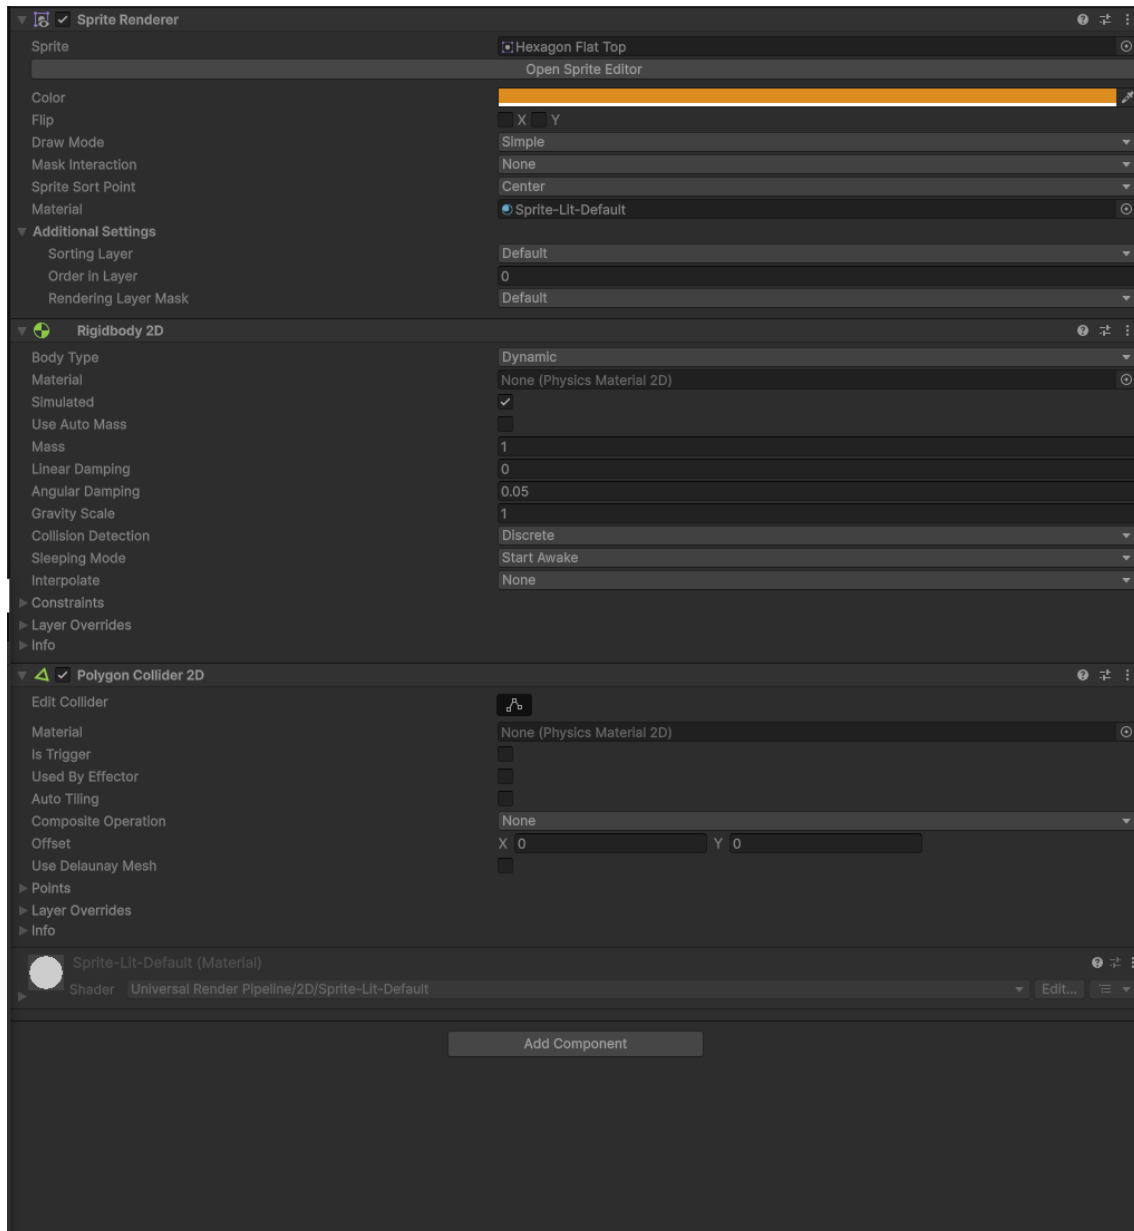 Sprite Renderer
Sprite Hexagon Flat Top
Open Sprite Editor
Color
Flip X Y
Draw Mode Simple
Mask Interaction None
Sprite Sort Point Center
Material Sprite-Lit-Default
Additional Settings
Sorting Layer Default
Order in Layer 0
Rendering Layer Mask Default
Rigidbody 2D
Body Type Dynamic
Material None (Physics Material 2D)
Simulated
Use Auto Mass
Mass 1
Linear Damping 0
Angular Damping 0.05
Gravity Scale 1
Collision Detection Discrete
Sleeping Mode Start Awake
Interpolate None
Constraints
Layer Overrides
Info
Polygon Collider 2D
Edit Collider
Material None (Physics Material 2D)
Is Trigger
Used By Effector
Auto Tiling
Composite Operation None
Offset X 0 Y 0
Use Delaunay Mesh
Points
Layer Overrides
Info
Sprite-Lit-Default (Material)
Shader Universal Render Pipeline/2D/Sprite-Lit-Default Edit...
Add Component